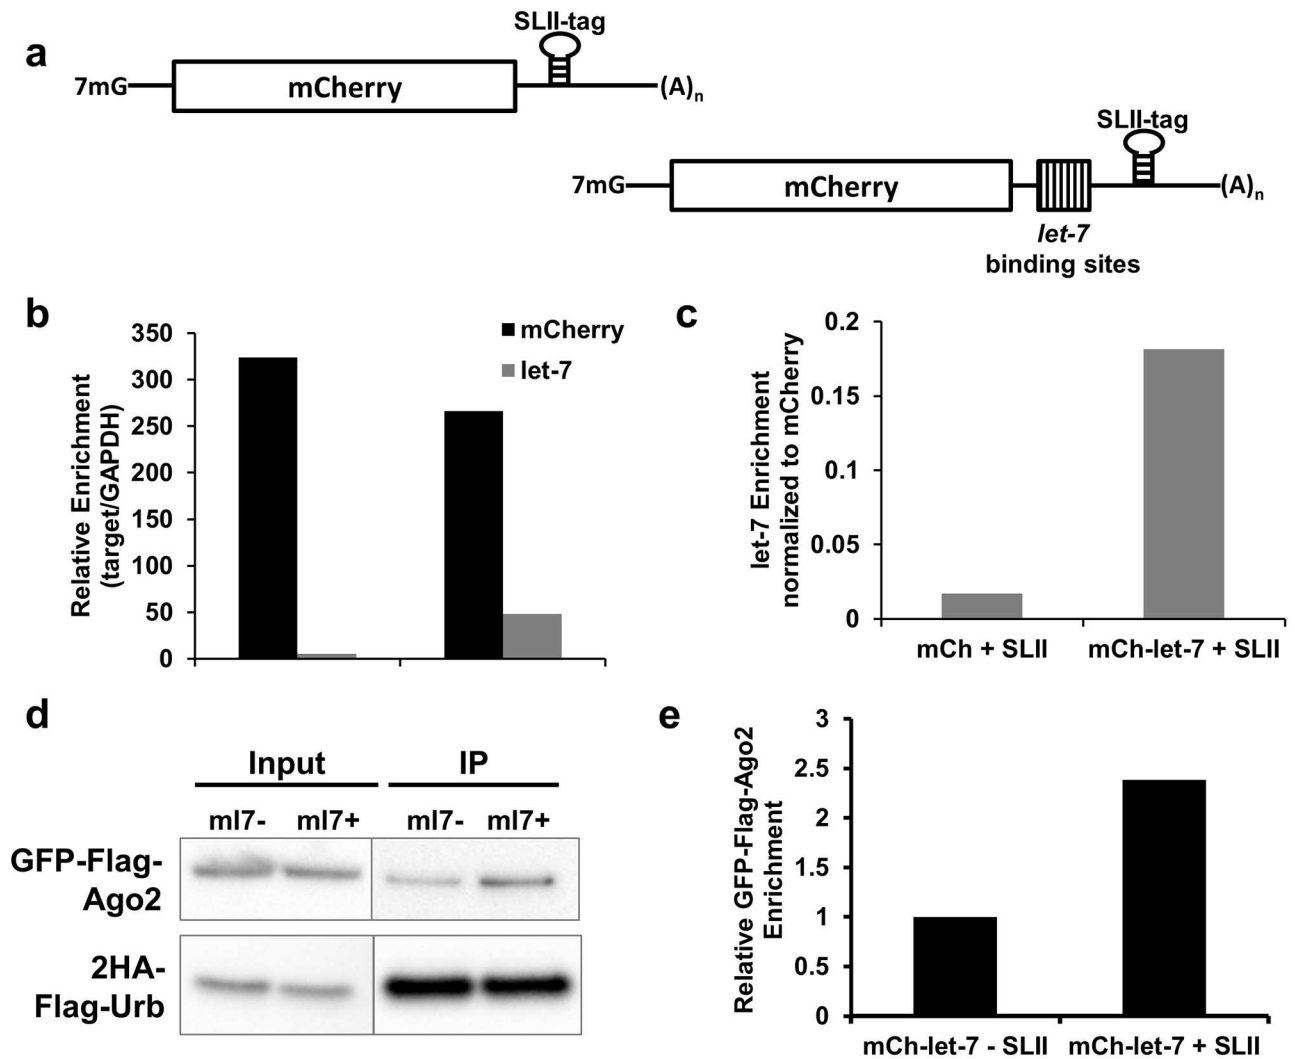 a
SLII-tag
7mG
mCherry
(A)n
SLII-tag
7mG
mCherry
(A)n
let-7
binding sites
b
Relative Enrichment
(target/GAPDH)
350
300
250
200
150
100
50
0
mCherry
let-7
c
let-7 Enrichment
normalized to mCherry
0.2
0.15
0.1
0.05
0
mCh + SLII
mCh-let-7 + SLII
d
Input
IP
ml7-
ml7+
ml7-
ml7+
GFP-Flag-
Ago2
2HA-
Flag-Urb
e
Relative GFP-Flag-Ago2
Enrichment
3
2.5
2
1.5
1
0.5
0
mCh-let-7 - SLII
mCh-let-7 + SLII